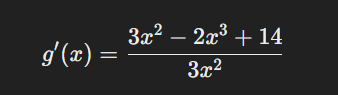 g′(x) = (3x² − 2x³ + 14) / (3x²)